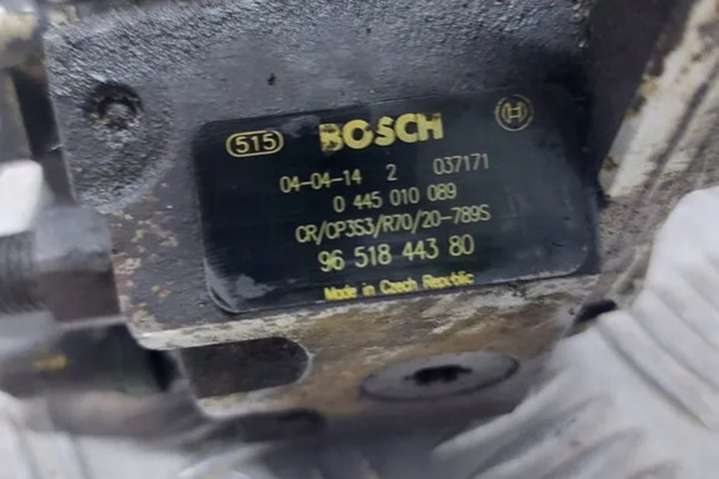 515 BOSCH
04-04-14 2 037171
0 445 010 089
CR/CP3S3/R70/20-789S
96 518 443 80
Made in Czech Republic